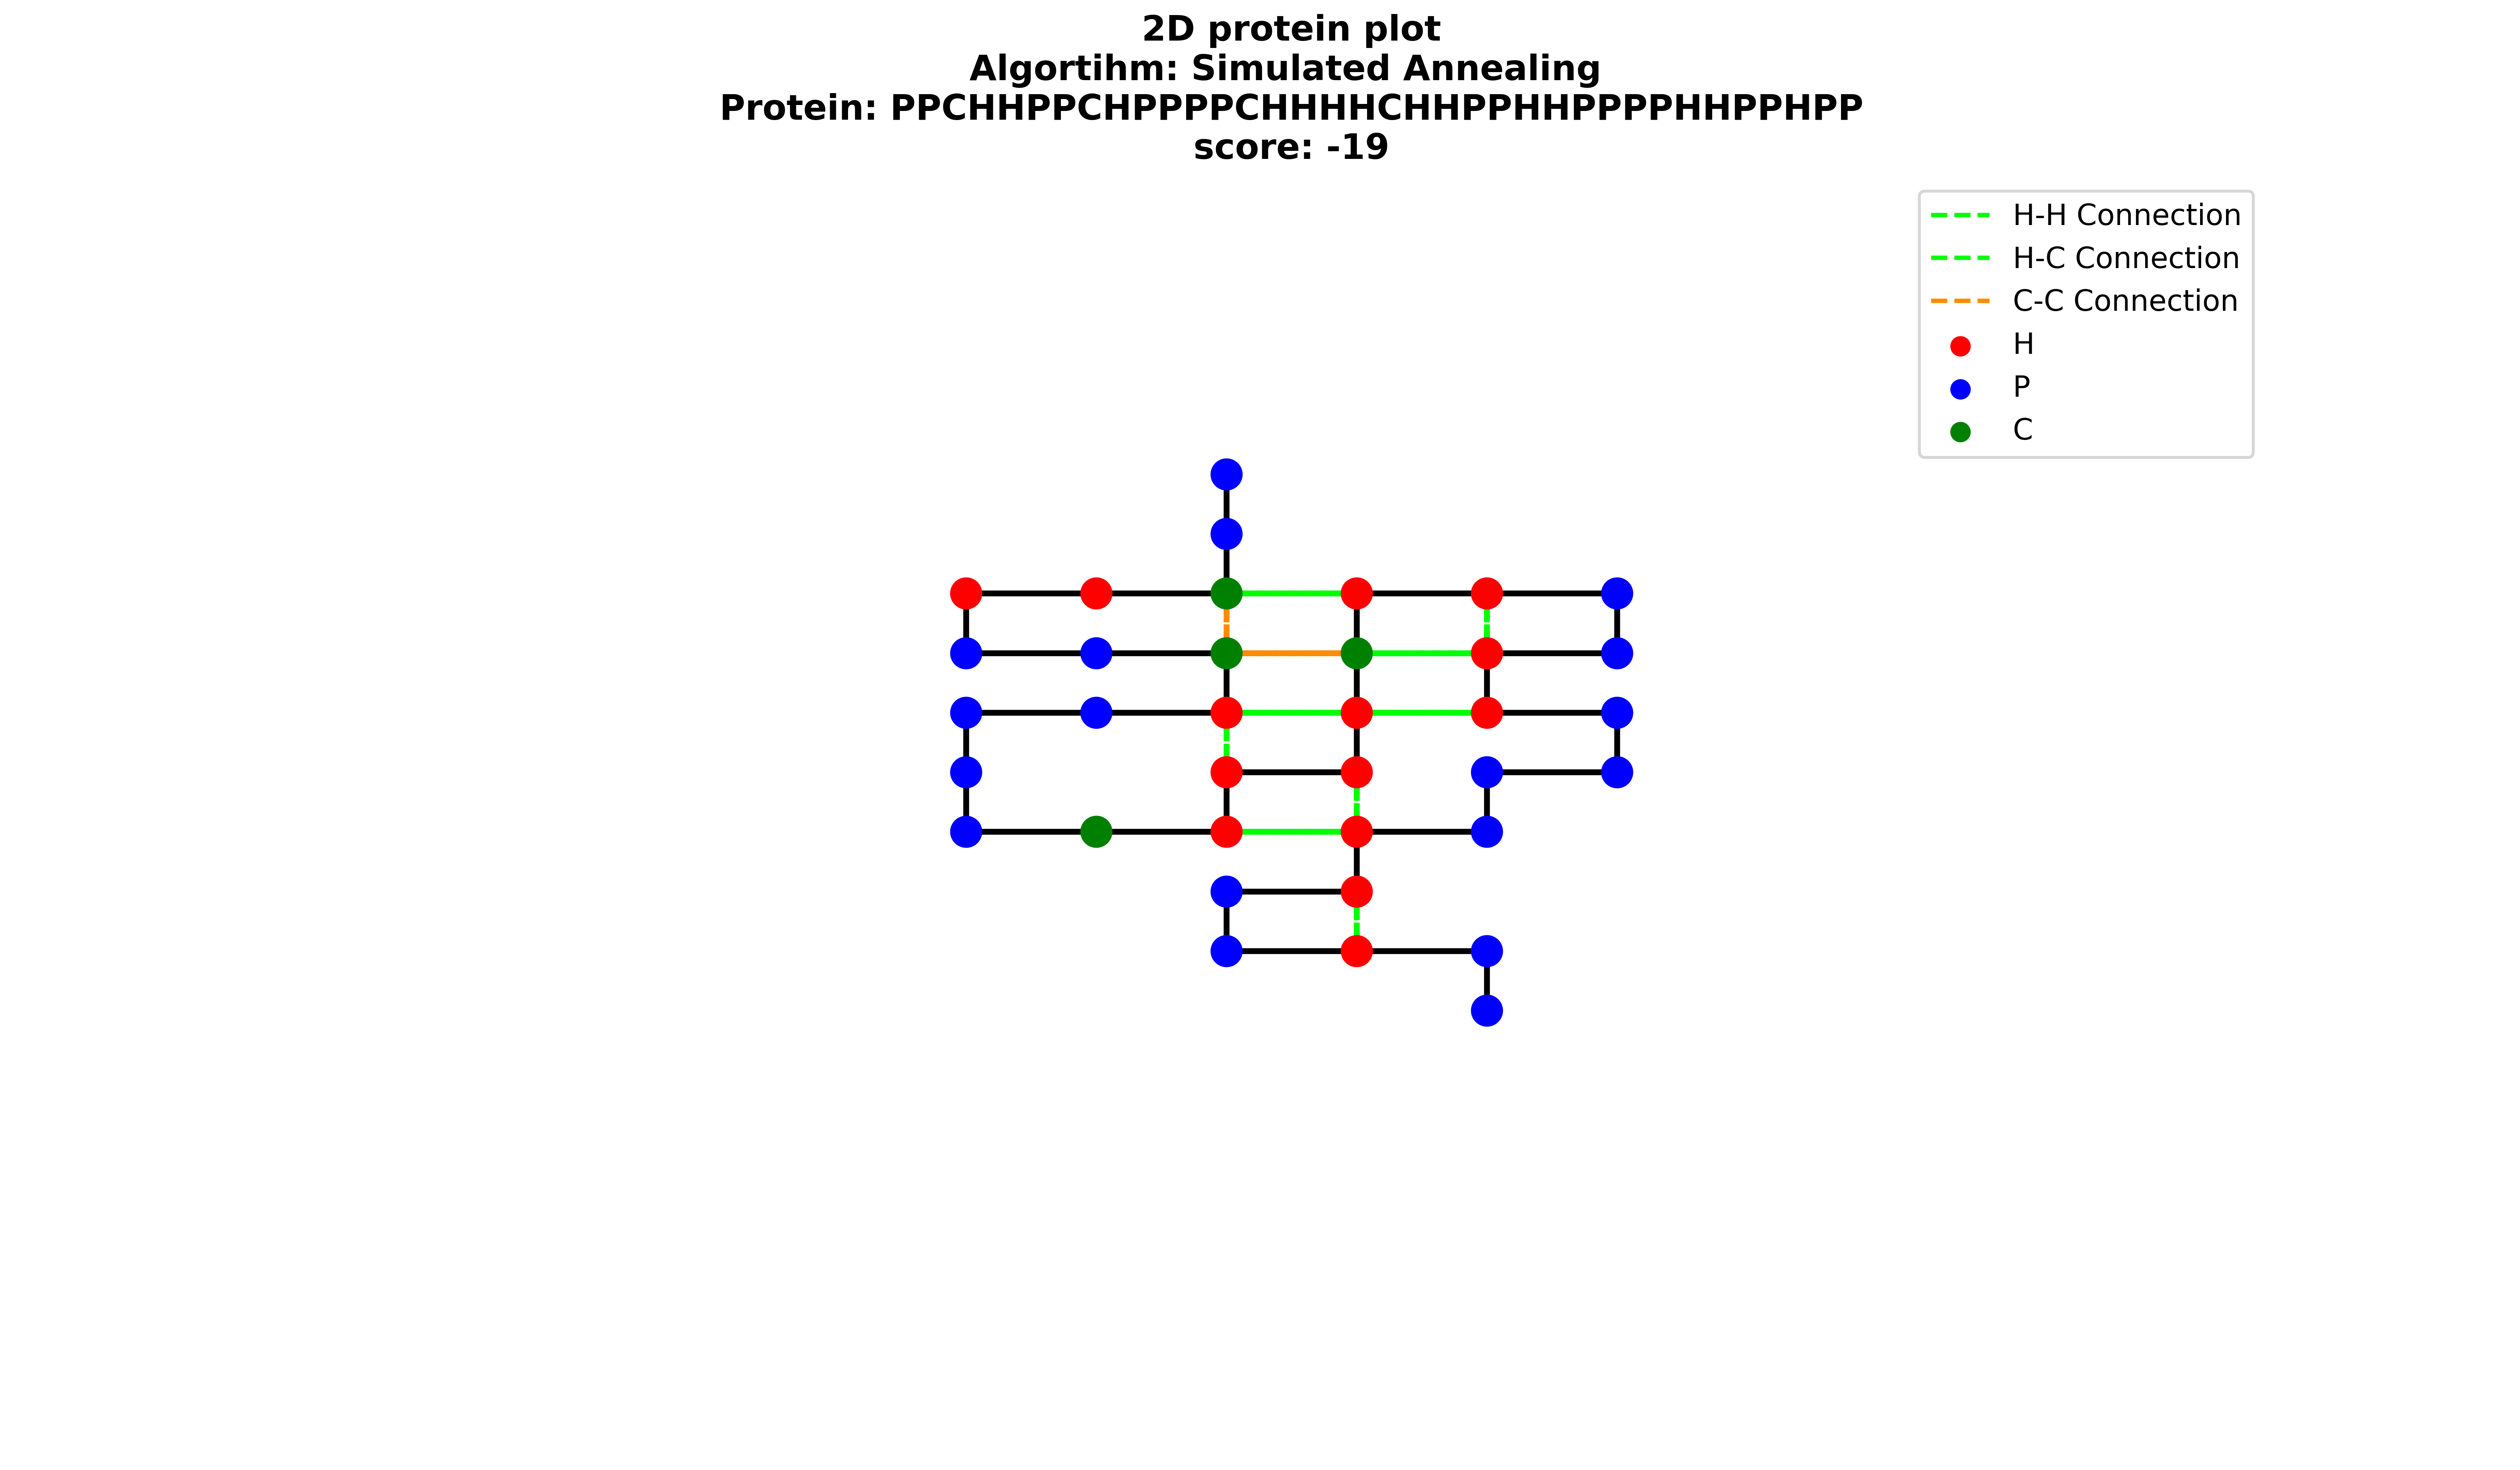 2D protein plot
Algortihm: Simulated Annealing
Protein: PPCHHPPCHPPPPCHHHHCHHPPHHPPPPHHPPHPP
score: -19
H-H Connection
H-C Connection
C-C Connection
H
P
C